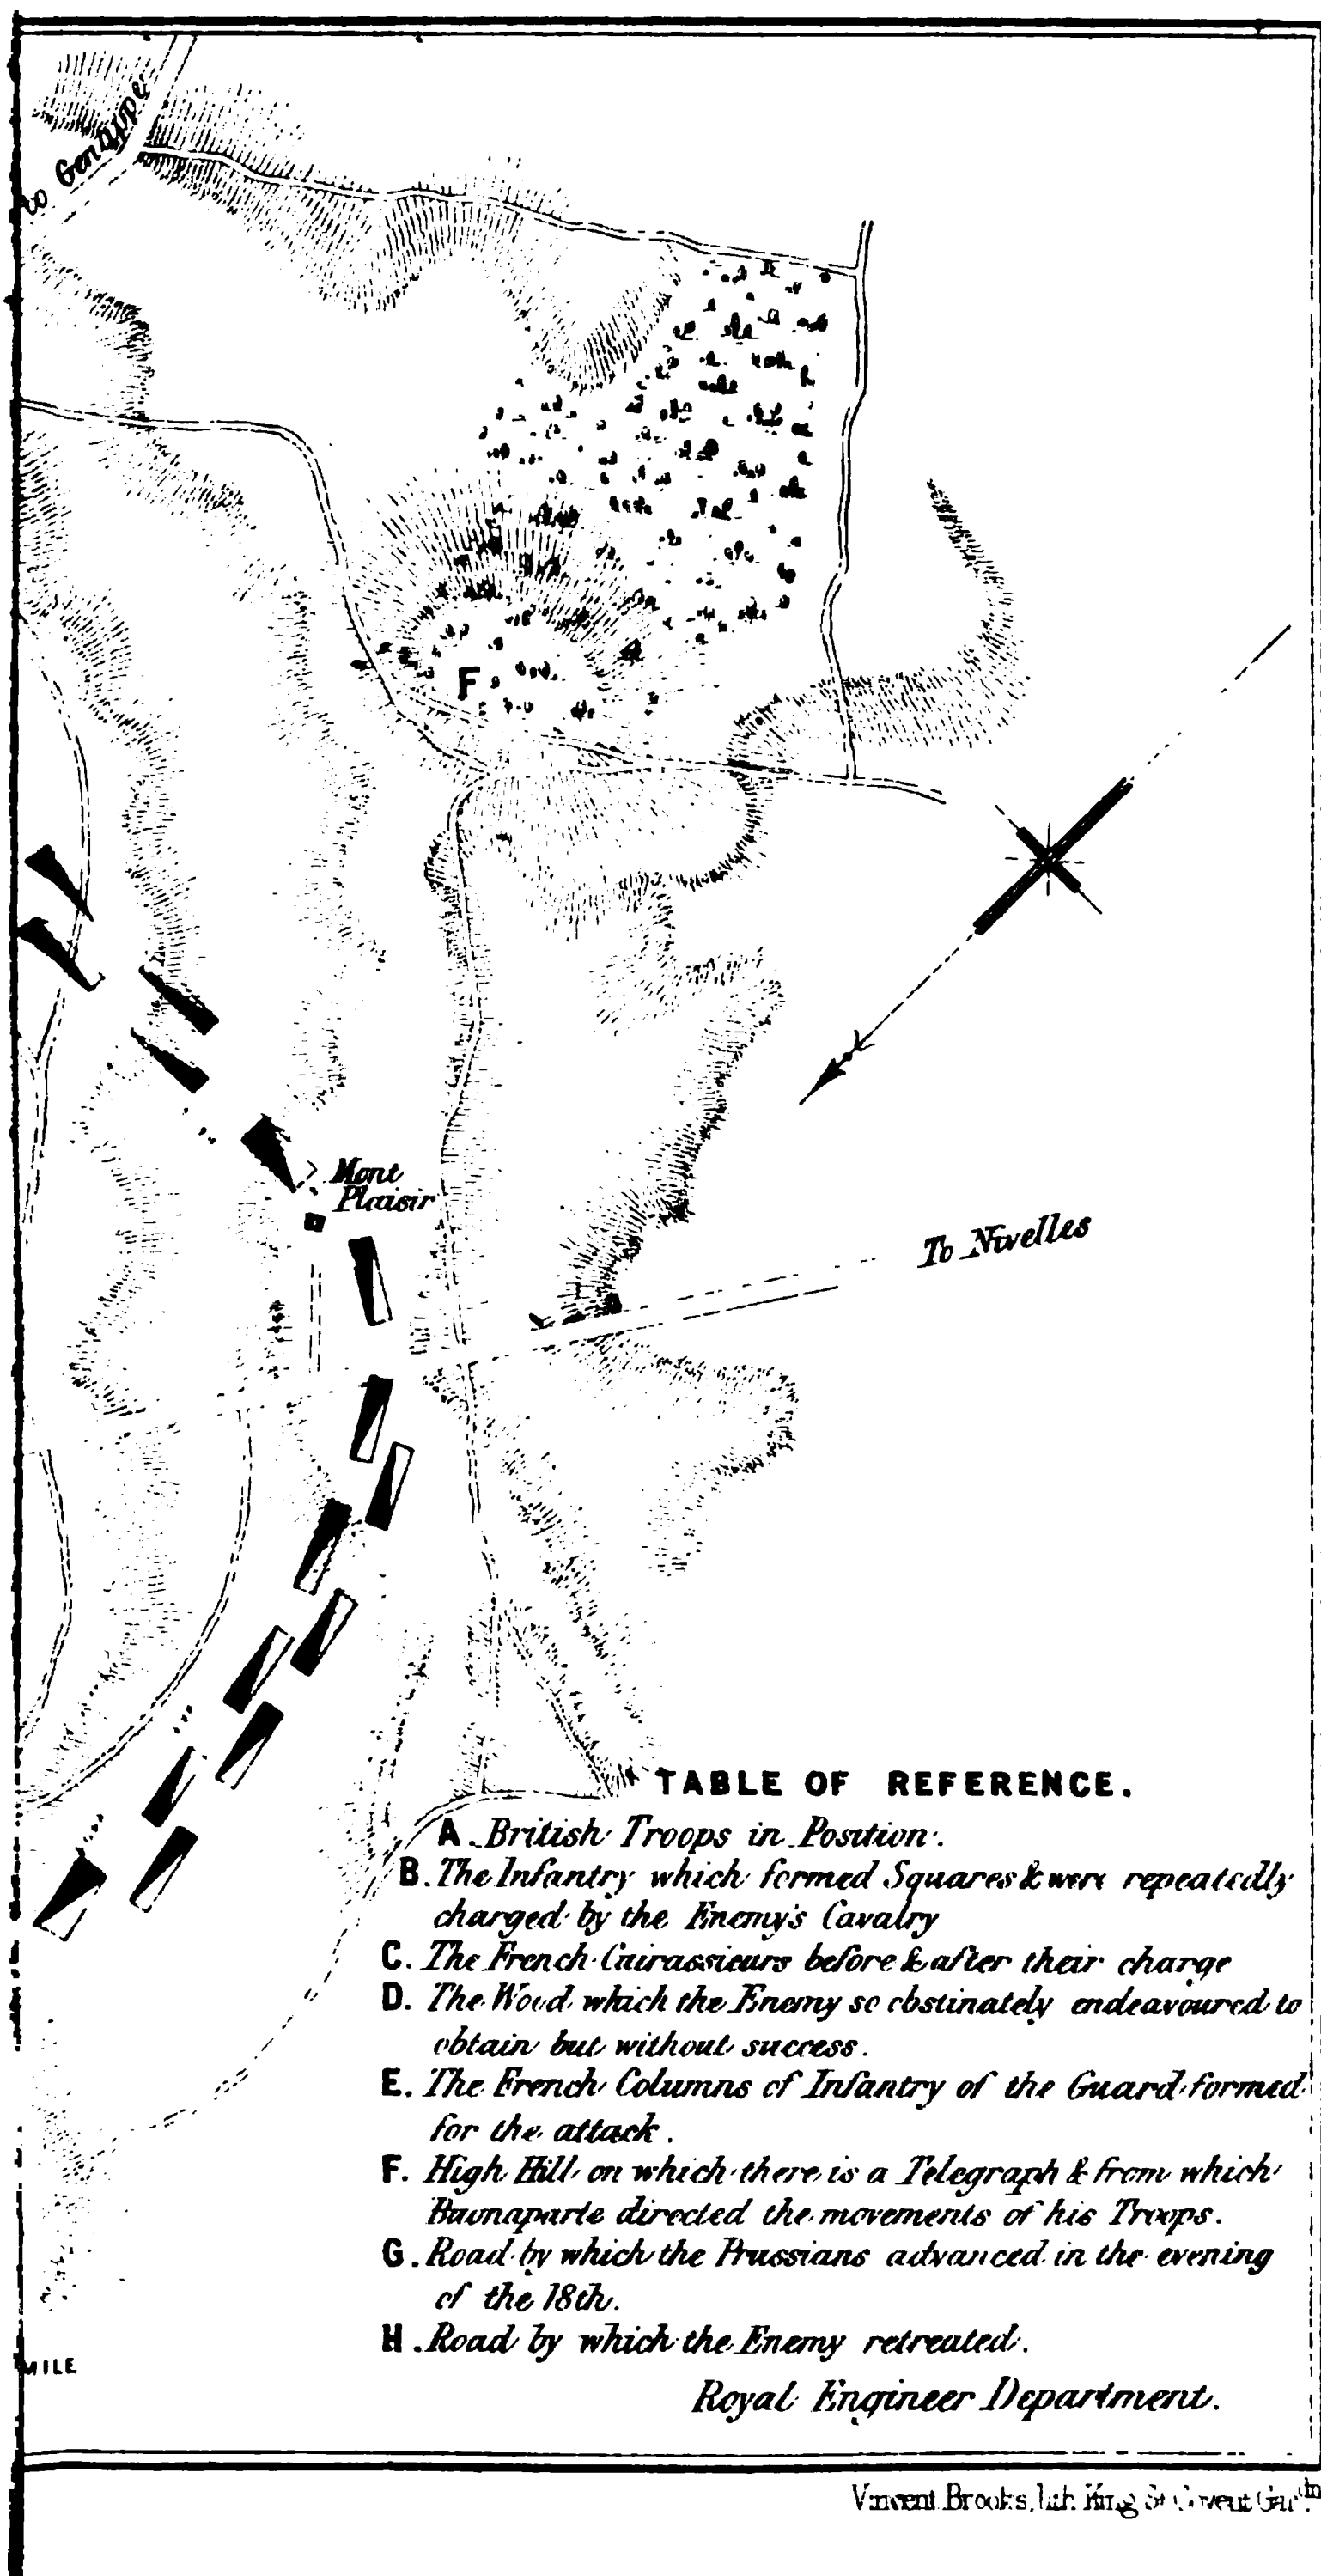 to Genappe
F
Mont
Plaisir
To Nivelles
TABLE OF REFERENCE.
A. British Troops in Position.
B. The Infantry which formed Squares & were repeatedly
charged by the Enemy's Cavalry
C. The French Cuirassieurs before & after their charge
D. The Wood which the Enemy so obstinately endeavoured to
obtain but without success.
E. The French Columns of Infantry of the Guard formed
for the attack.
F. High Hill on which there is a Telegraph & from which
Buonaparte directed the movements of his Troops.
G. Road by which the Prussians advanced in the evening
of the 18th.
H. Road by which the Enemy retreated.
MILE
Royal Engineer Department.
Vincent Brooks, lith. King St. Covent Gar.dn